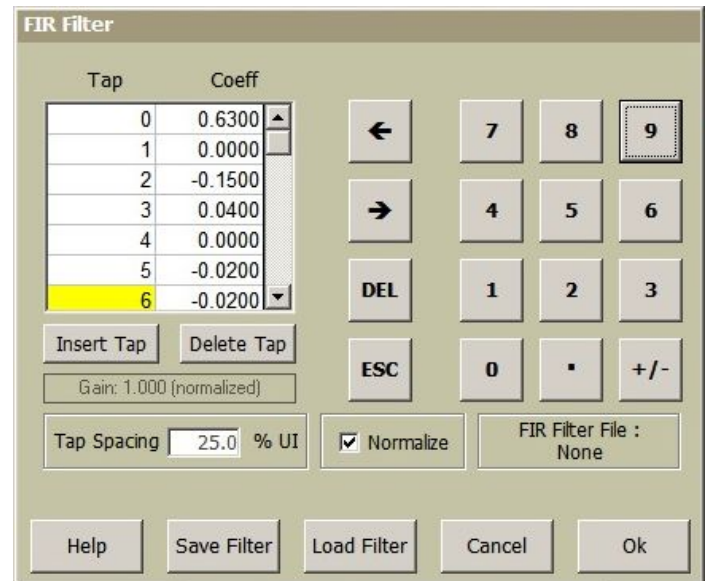 FIR Filter
Tap Coeff
0 0.6300
1 0.0000
2 -0.1500
3 0.0400
4 0.0000
5 -0.0200
6 -0.0200
Insert Tap Delete Tap
Gain: 1.000 (normalized)
Tap Spacing 25.0 % UI
7 8 9
4 5 6
DEL 1 2 3
ESC 0 . +/-
Normalize
FIR Filter File :
None
Help Save Filter Load Filter Cancel Ok